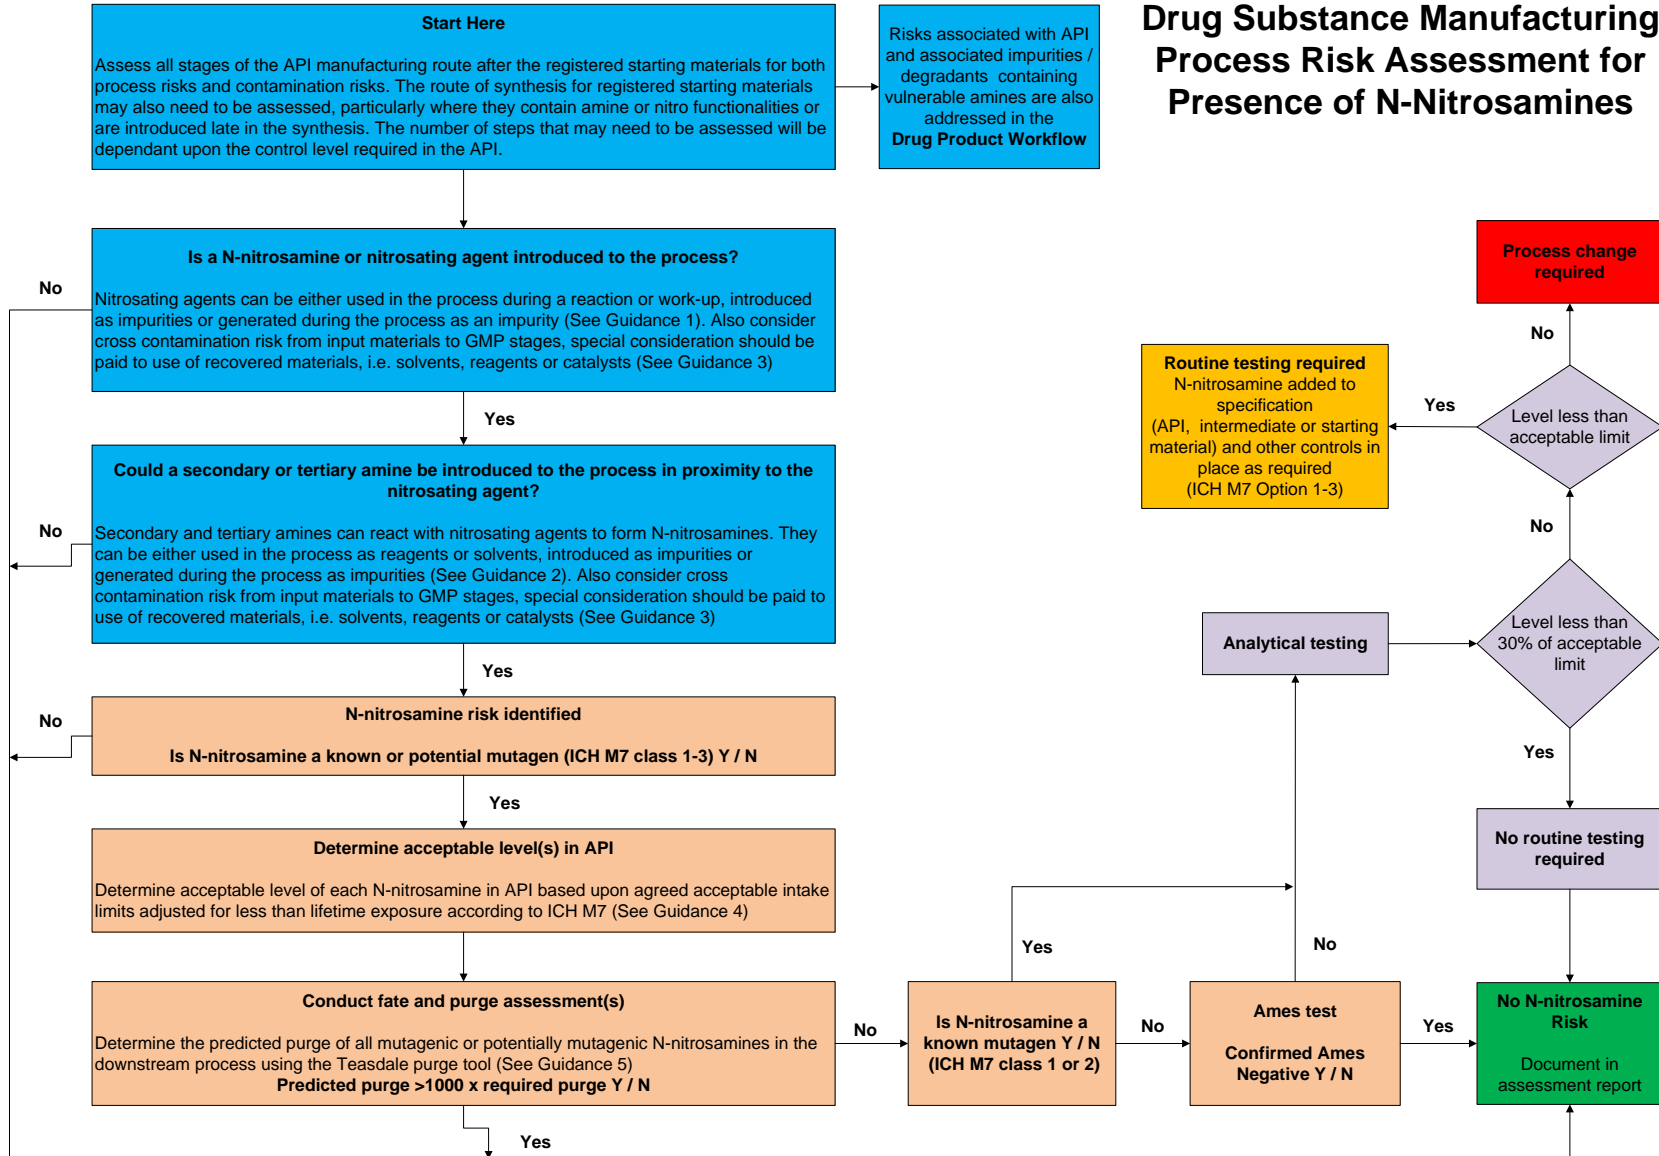 Drug Substance Manufacturing
Process Risk Assessment for
Presence of N-Nitrosamines
Start Here
Assess all stages of the API manufacturing route after the registered starting materials for both
process risks and contamination risks. The route of synthesis for registered starting materials
may also need to be assessed, particularly where they contain amine or nitro functionalities or
are introduced late in the synthesis. The number of steps that may need to be assessed will be
dependant upon the control level required in the API.
Risks associated with API
and associated impurities /
degradants containing
vulnerable amines are also
addressed in the
Drug Product Workflow
Is a N-nitrosamine or nitrosating agent introduced to the process?
Nitrosating agents can be either used in the process during a reaction or work-up, introduced
as impurities or generated during the process as an impurity (See Guidance 1). Also consider
cross contamination risk from input materials to GMP stages, special consideration should be
paid to use of recovered materials, i.e. solvents, reagents or catalysts (See Guidance 3)
No
Yes
Could a secondary or tertiary amine be introduced to the process in proximity to the
nitrosating agent?
Secondary and tertiary amines can react with nitrosating agents to form N-nitrosamines. They
can be either used in the process as reagents or solvents, introduced as impurities or
generated during the process as impurities (See Guidance 2). Also consider cross
contamination risk from input materials to GMP stages, special consideration should be paid to
use of recovered materials, i.e. solvents, reagents or catalysts (See Guidance 3)
No
Yes
N-nitrosamine risk identified
Is N-nitrosamine a known or potential mutagen (ICH M7 class 1-3) Y / N
No
Yes
Determine acceptable level(s) in API
Determine acceptable level of each N-nitrosamine in API based upon agreed acceptable intake
limits adjusted for less than lifetime exposure according to ICH M7 (See Guidance 4)
Conduct fate and purge assessment(s)
Determine the predicted purge of all mutagenic or potentially mutagenic N-nitrosamines in the
downstream process using the Teasdale purge tool (See Guidance 5)
Predicted purge >1000 x required purge Y / N
No
Yes
Is N-nitrosamine a
known mutagen Y / N
(ICH M7 class 1 or 2)
Yes
No
Ames test
Confirmed Ames
Negative Y / N
No
Yes
Analytical testing
Level less than
30% of acceptable
limit
No
Yes
Level less than
acceptable limit
Yes
No
Routine testing required
N-nitrosamine added to
specification
(API, intermediate or starting
material) and other controls in
place as required
(ICH M7 Option 1-3)
Process change
required
No routine testing
required
No N-nitrosamine
Risk
Document in
assessment report